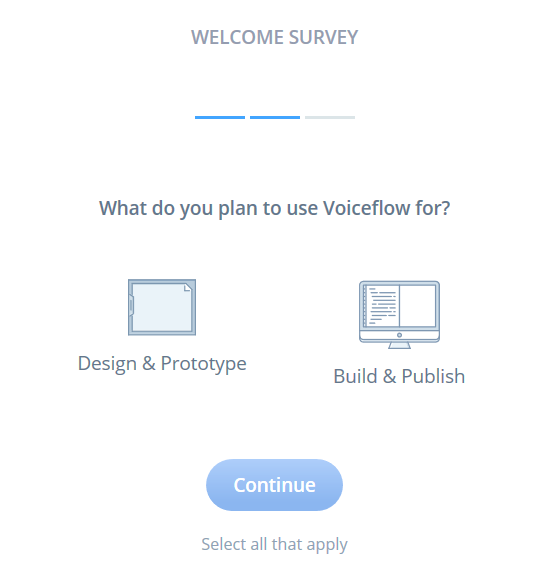 WELCOME SURVEY
What do you plan to use Voiceflow for?
Design & Prototype
Build & Publish
Continue
Select all that apply